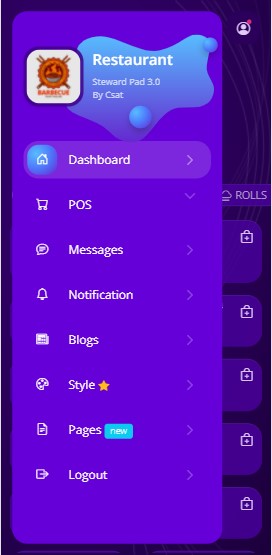 Restaurant
Steward Pad 3.0
By Csat
BARBECUE
Dashboard
POS
ROLLS
Messages
Notification
Blogs
Style
Pages new
Logout